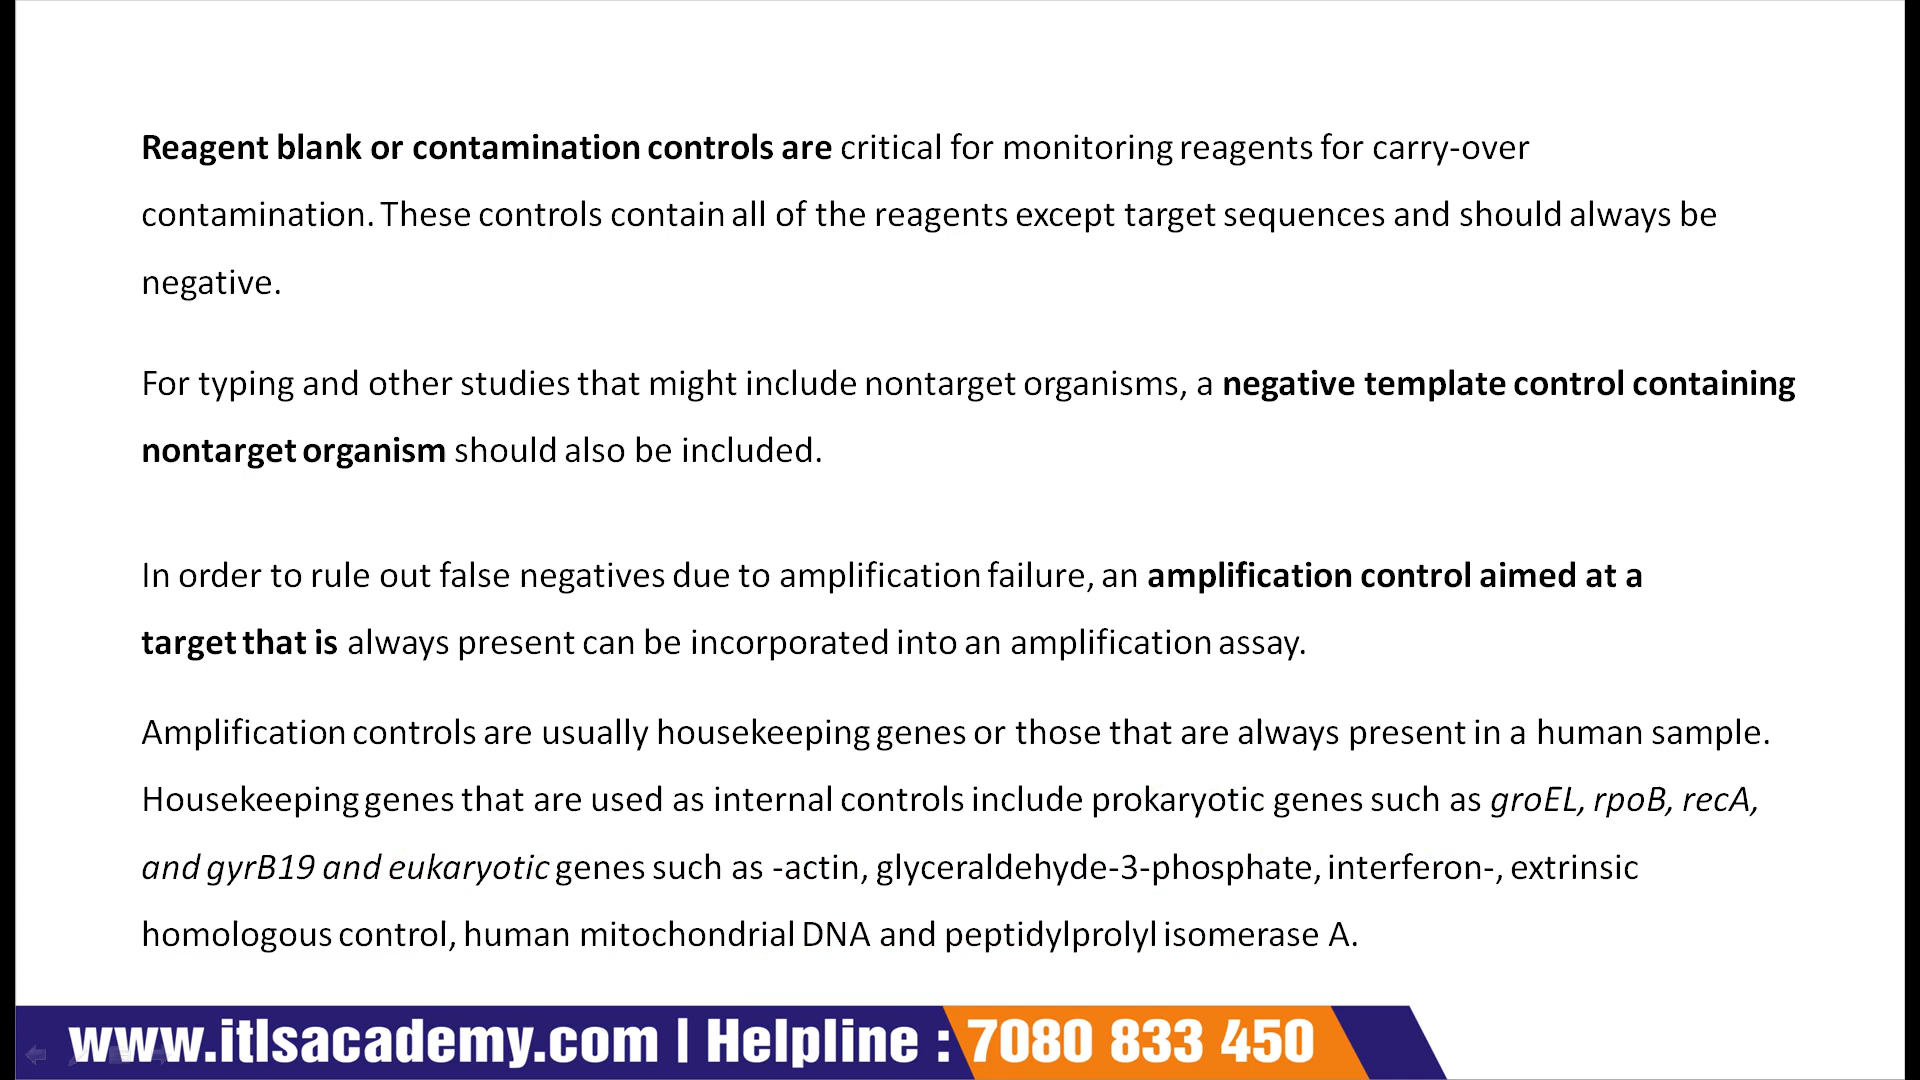 Reagent blank or contamination controls are critical for monitoring reagents for carry-over
contamination. These controls contain all of the reagents except target sequences and should always be
negative.
For typing and other studies that might include nontarget organisms, a negative template control containing
nontarget organism should also be included.
In order to rule out false negatives due to amplification failure, an amplification control aimed at a
target that is always present can be incorporated into an amplification assay.
Amplification controls are usually housekeeping genes or those that are always present in a human sample.
Housekeeping genes that are used as internal controls include prokaryotic genes such as groEL, rpoB, recA,
and gyrB19 and eukaryotic genes such as -actin, glyceraldehyde-3-phosphate, interferon-, extrinsic
homologous control, human mitochondrial DNA and peptidylprolyl isomerase A.
www.itlsacademy.com | Helpline : 7080 833 450